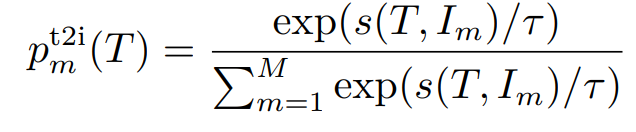 p_m^{t2i}(T) = \frac{\exp(s(T, I_m)/\tau)}{\sum_{m=1}^{M} \exp(s(T, I_m)/\tau)}